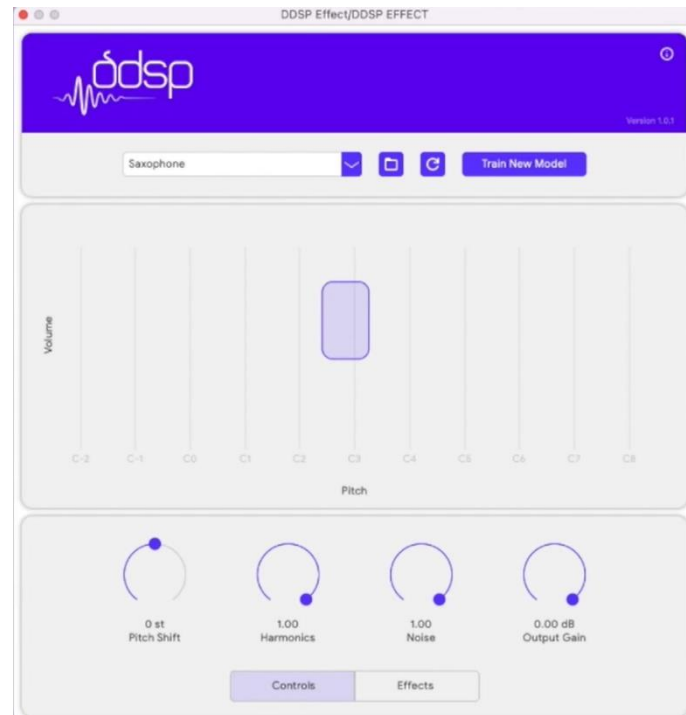 DDSP Effect/DDSP EFFECT
ddsp
Version 1.0.1
Saxophone
Train New Model
Volume
C-2 C-1 C0 C1 C2 C3 C4 C5 C6 C7 C8
Pitch
0 st 1.00 1.00 0.00 dB
Pitch Shift Harmonics Noise Output Gain
Controls Effects